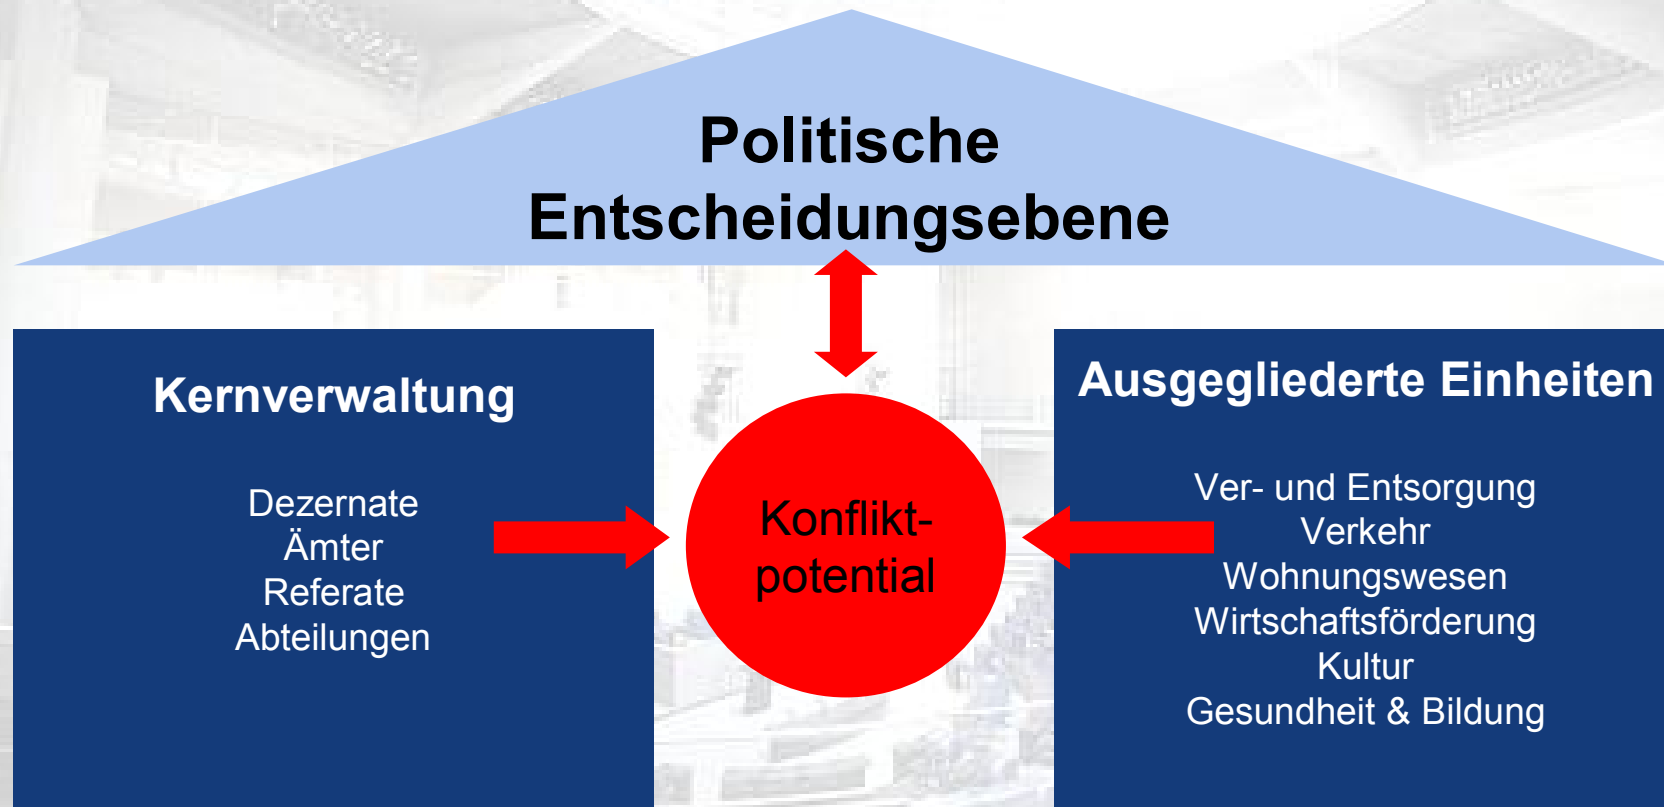 Politische
Entscheidungsebene
Kernverwaltung
Dezernate
Ämter
Referate
Abteilungen
Konflikt-
potential
Ausgegliederte Einheiten
Ver- und Entsorgung
Verkehr
Wohnungswesen
Wirtschaftsförderung
Kultur
Gesundheit & Bildung